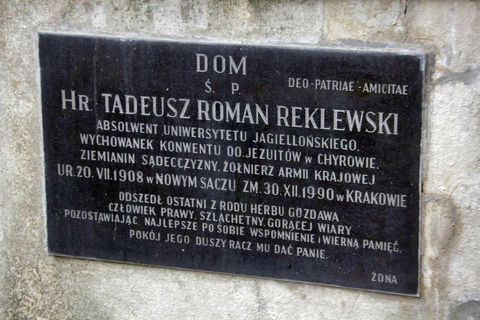 DOM
Ś. P. DEO-PATRIAE-AMICITAE
HR. TADEUSZ ROMAN REKLEWSKI
ABSOLWENT UNIWERSYTETU JAGIELLOŃSKIEGO.
WYCHOWANEK KONWENTU OO. JEZUITÓW w CHYROWIE.
ZIEMIANIN SĄDECCZYZNY, ŻOŁNIERZ ARMII KRAJOWEJ
UR. 20. VII. 1908 w NOWYM SACZU ZM. 30. XII. 1990 w KRAKOWIE
ODSZEDŁ OSTATNI Z RODU HERBU GOZDAWA
CZŁOWIEK PRAWY, SZLACHETNY, GORĄCEJ WIARY
POZOSTAWIAJĄC NAJLEPSZE PO SOBIE WSPOMNIENIE I WIERNĄ PAMIĘĆ.
POKÓJ JEGO DUSZY RACZ MU DAĆ PANIE.
ŻONA